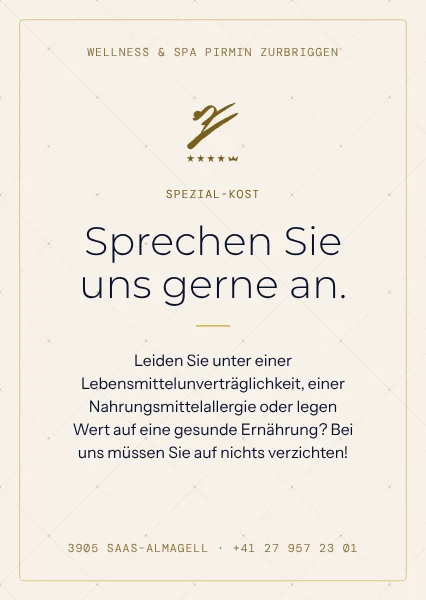 WELLNESS & SPA PIRMIN ZURBRIGGEN
SPEZIAL-KOST
Sprechen Sie
uns gerne an.
Leiden Sie unter einer
Lebensmittelunverträglichkeit, einer
Nahrungsmittelallergie oder legen
Wert auf eine gesunde Ernährung? Bei
uns müssen Sie auf nichts verzichten!
3905 SAAS-ALMAGELL · +41 27 957 23 01